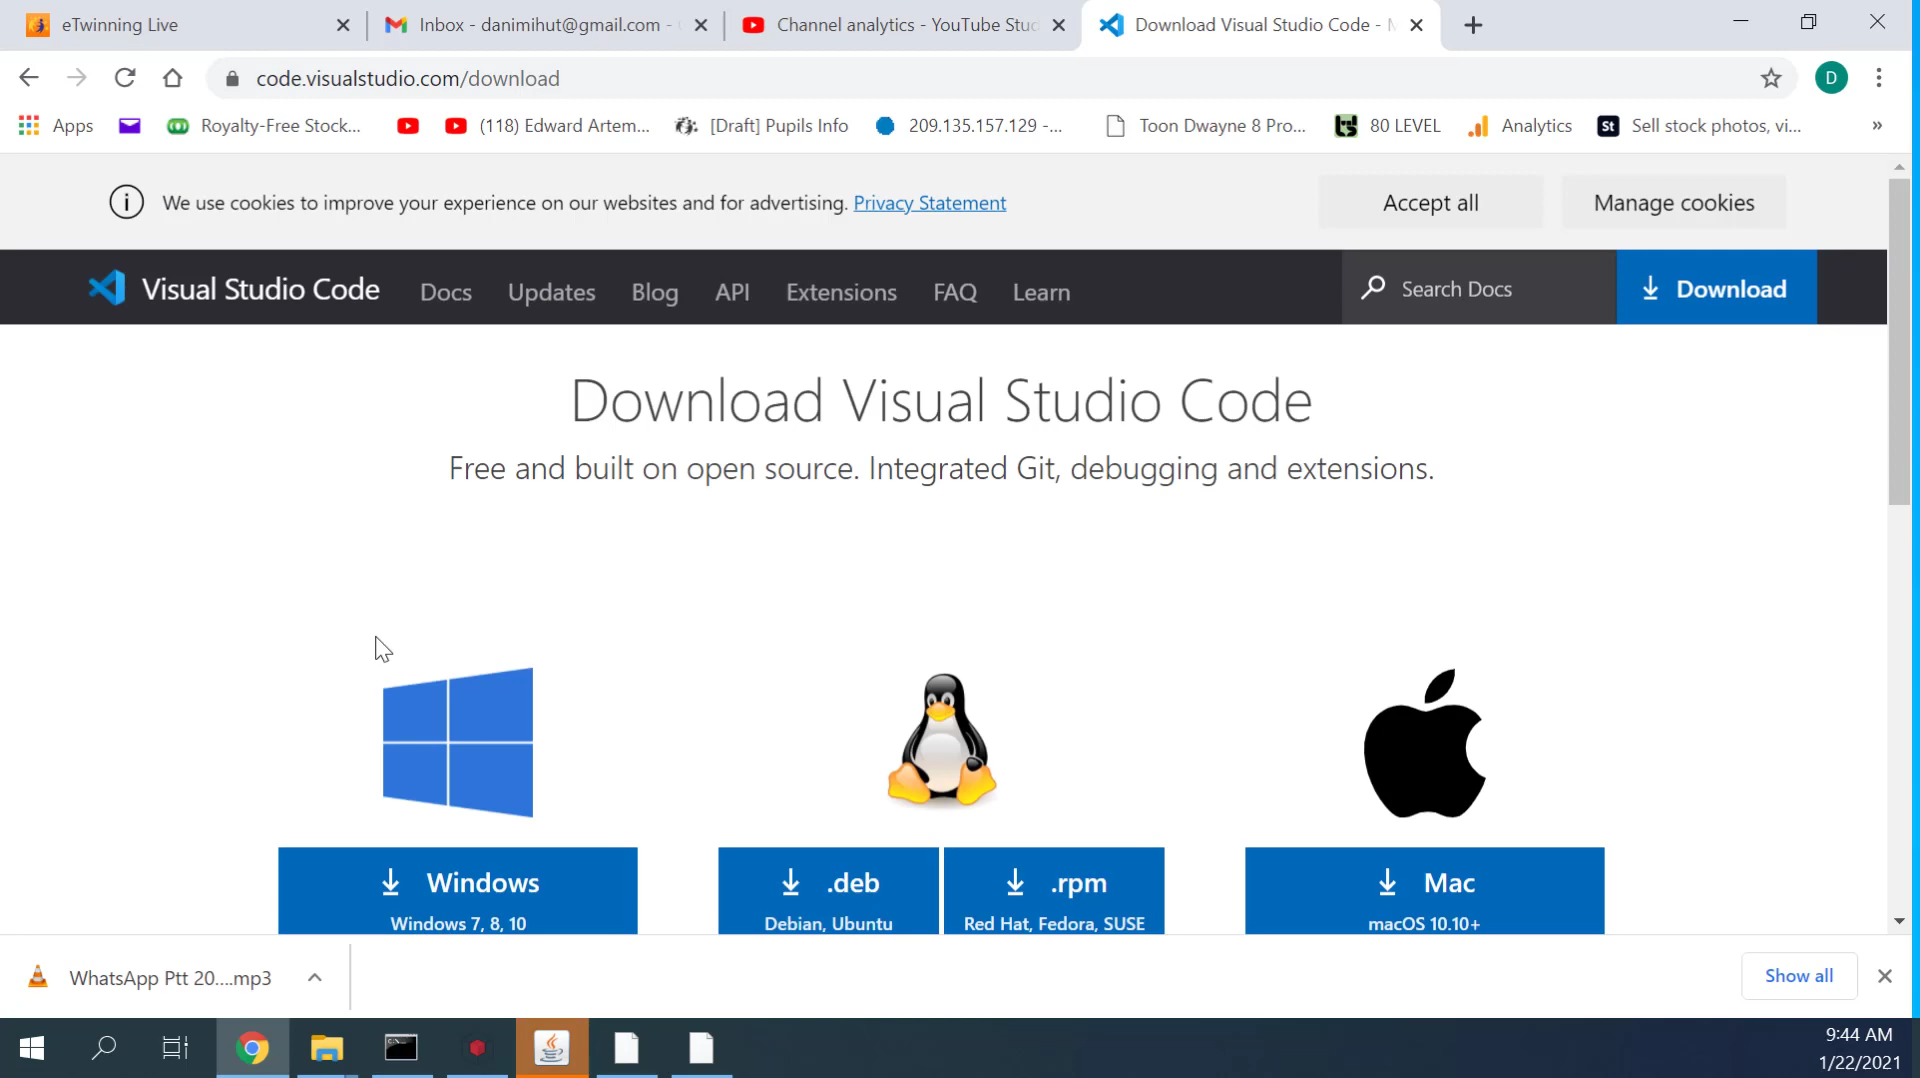 eTwinning Live
Inbox - danimihut@gmail.com -
Channel analytics - YouTube Stud
Download Visual Studio Code - M
code.visualstudio.com/download
D
Apps
Royalty-Free Stock...
(118) Edward Artem...
[Draft] Pupils Info
209.135.157.129 -...
Toon Dwayne 8 Pro...
80 LEVEL
Analytics
St
Sell stock photos, vi...
»
We use cookies to improve your experience on our websites and for advertising. Privacy Statement
Accept all
Manage cookies
Visual Studio Code
Docs
Updates
Blog
API
Extensions
FAQ
Learn
Search Docs
Download
Download Visual Studio Code
Free and built on open source. Integrated Git, debugging and extensions.
Windows
Windows 7, 8, 10
.deb
Debian, Ubuntu
.rpm
Red Hat, Fedora, SUSE
Mac
macOS 10.10+
WhatsApp Ptt 20....mp3
Show all
9:44 AM
1/22/2021